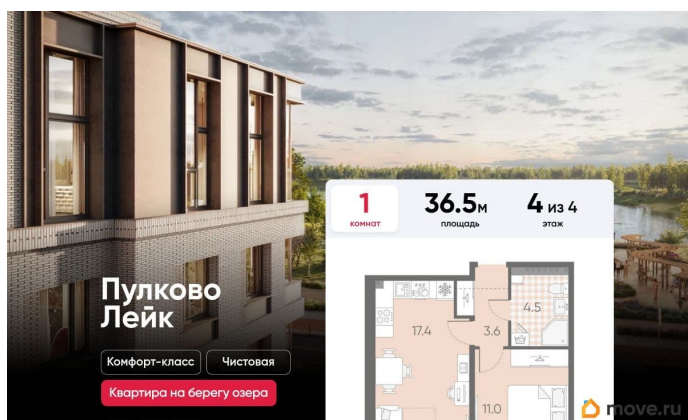 1
комнат
36.5м
площадь
4 из 4
этаж
Пулково
Лейк
Комфорт-класс
Чистовая
Квартира на берегу озера
17.4
3.6
4.5
11.0
move.ru